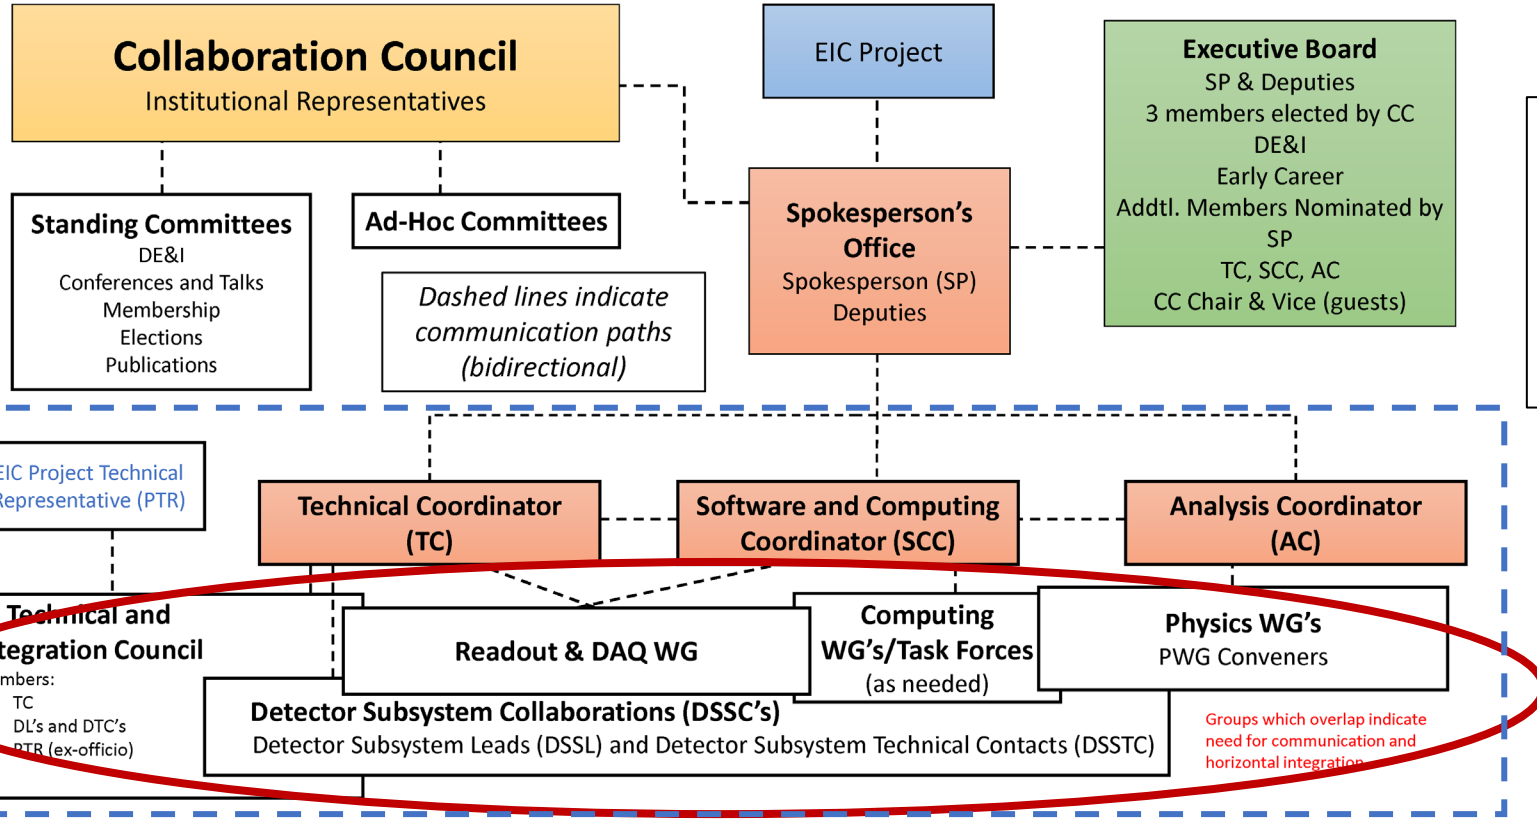 Collaboration Council
Institutional Representatives
EIC Project
Executive Board
SP & Deputies
3 members elected by CC
DE&I
Early Career
Addtl. Members Nominated by
SP
TC, SCC, AC
CC Chair & Vice (guests)
Standing Committees
DE&I
Conferences and Talks
Membership
Elections
Publications
Ad-Hoc Committees
Dashed lines indicate
communication paths
(bidirectional)
Spokesperson’s
Office
Spokesperson (SP)
Deputies
EIC Project Technical
Representative (PTR)
Technical Coordinator
(TC)
Software and Computing
Coordinator (SCC)
Analysis Coordinator
(AC)
Technical and
tegration Council
mbers:
TC
DL’s and DTC’s
PTR (ex-officio)
Readout & DAQ WG
Computing
WG’s/Task Forces
(as needed)
Physics WG’s
PWG Conveners
Detector Subsystem Collaborations (DSSC’s)
Detector Subsystem Leads (DSSL) and Detector Subsystem Technical Contacts (DSSTC)
Groups which overlap indicate
need for communication and
horizontal integration